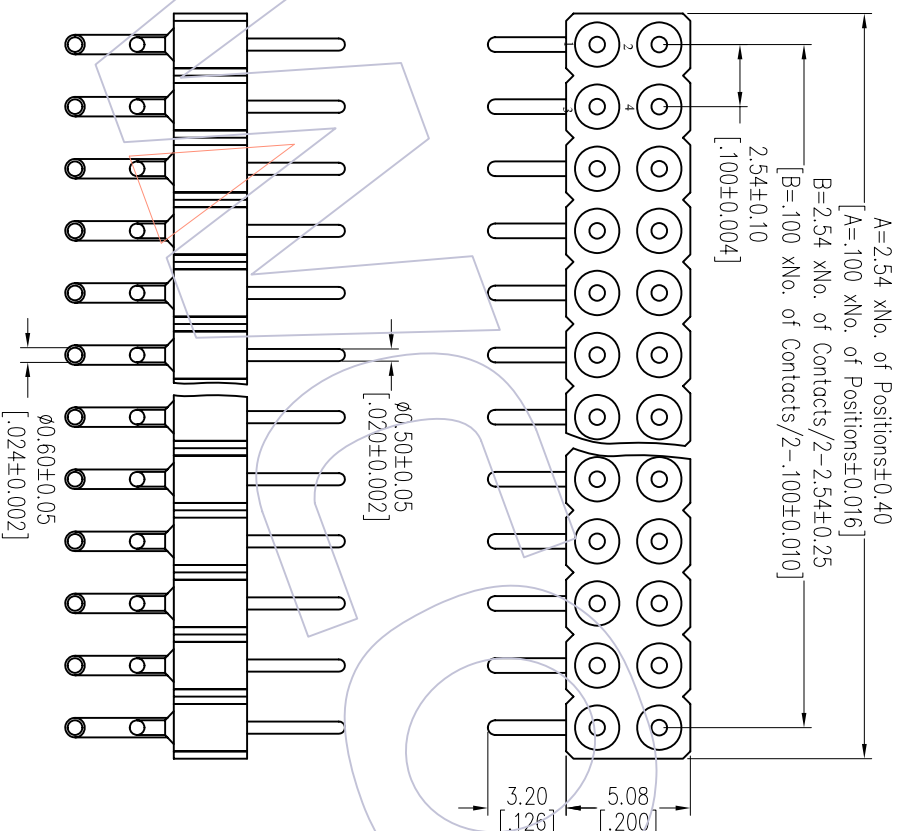 A=2.54 xNo. of Positions±0.40
[A=.100 xNo. of Positions±0.016]
B=2.54 xNo. of Contacts/2-2.54±0.25
[B=.100 xNo. of Contacts/2-.100±0.010]
2.54±0.10
[.100±0.004]
1
2
3
4
5.08
[.200]
3.20
[.126]
ø0.50±0.05
[.020±0.002]
ø0.60±0.05
[.024±0.002]